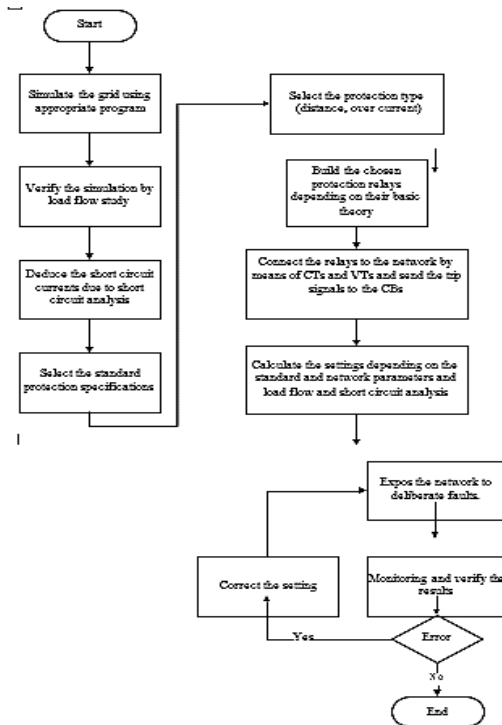 Start
Simulate the grid using
appropriate program
Verify the simulation by
load flow study
Deduce the short circuit
currents due to short
circuit analysis
Select the standard
protection specifications
Select the protection type
(distance, over current)
Build the chosen
protection relays
depending on their basic
theory
Connect the relays to the network by
means of CTs and VTs and send the trip
signals to the CBs
Calculate the settings depending on the
standard and network parameters and
load flow and short circuit analysis
Expos the network to
deliberate faults.
Monitoring and verify the
results
Correct the setting
Yes
Error
No
End